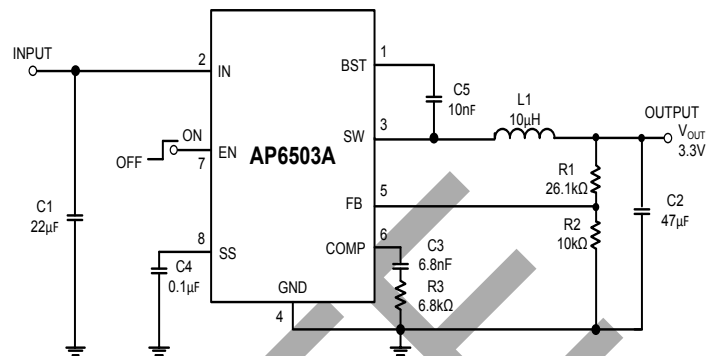 INPUT
2
IN
BST
1
C5
10nF
L1
10μH
OUTPUT
VOUT
3.3V
ON
OFF
7
EN
AP6503A
SW
3
R1
26.1kΩ
C1
22μF
FB
5
C2
47μF
R2
10kΩ
8
SS
COMP
6
C3
6.8nF
C4
0.1μF
R3
6.8kΩ
GND
4